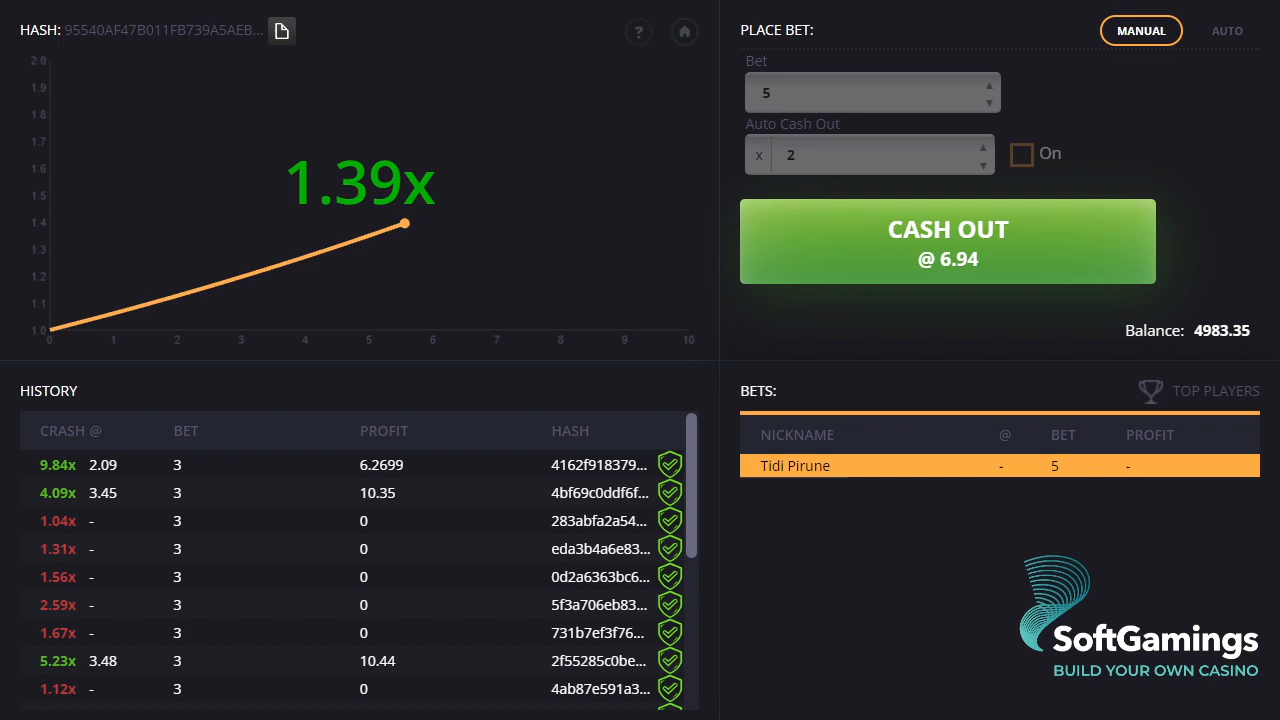 HASH: 95540AF47B011FB739A5AEB...
?
2.0
1.9
1.8
1.7
1.6
1.5
1.4
1.3
1.2
1.1
1.0
1.39x
0 1 2 3 4 5 6 7 8 9 10
PLACE BET:
MANUAL AUTO
Bet
5
Auto Cash Out
x 2 On
CASH OUT
@ 6.94
Balance: 4983.35
HISTORY
CRASH @ BET PROFIT HASH
9.84x 2.09 3 6.2699 4162f918379...
4.09x 3.45 3 10.35 4bf69c0ddf6f...
1.04x - 3 0 283abfa2a54...
1.31x - 3 0 eda3b4a6e83...
1.56x - 3 0 0d2a6363bc6...
2.59x - 3 0 5f3a706eb83...
1.67x - 3 0 731b7ef3f76...
5.23x 3.48 3 10.44 2f55285c0be...
1.12x - 3 0 4ab87e591a3...
BETS:
TOP PLAYERS
NICKNAME @ BET PROFIT
Tidi Pirune - 5 -
SoftGamings
BUILD YOUR OWN CASINO